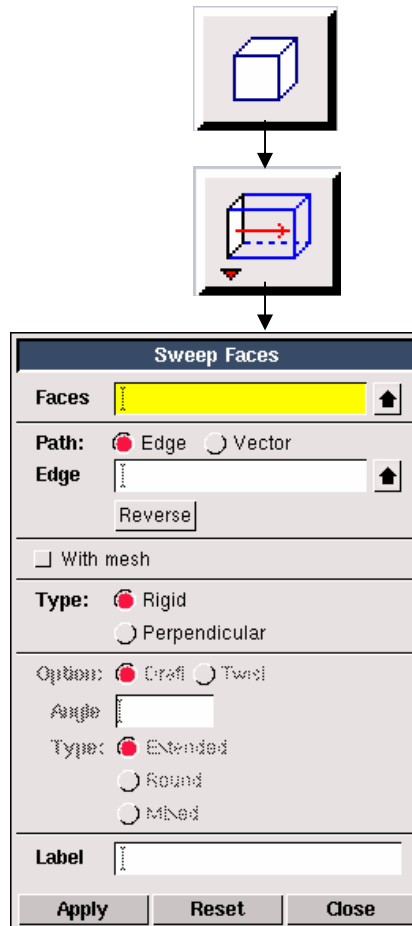 Sweep Faces
Faces
Path: Edge Vector
Edge
Reverse
With mesh
Type: Rigid
Perpendicular
Option: Draft Twist
Angle
Type: Extended
Round
Mixed
Label
Apply Reset Close